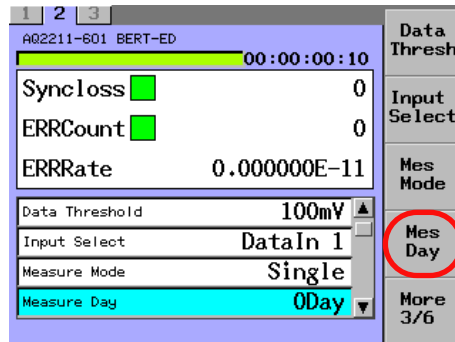 1 2 3
AQ2211-601 BERT-ED
00:00:00:10
Syncloss 0
ERRCount 0
ERRRate 0.000000E-11
Data Threshold 100mV
Input Select DataIn 1
Measure Mode Single
Measure Day 0Day
Data
Thresh
Input
Select
Mes
Mode
Mes
Day
More
3/6